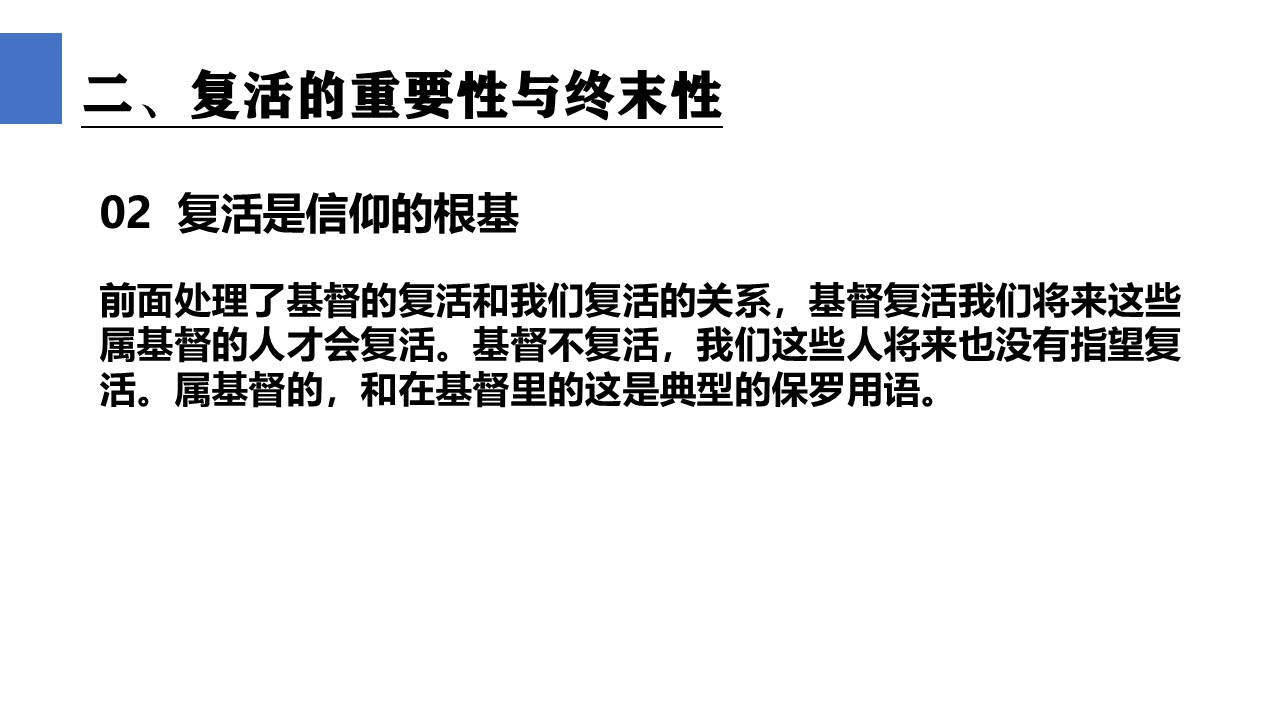 二、复活的重要性与终末性
02 复活是信仰的根基
前面处理了基督的复活和我们复活的关系，基督复活我们将来这些
属基督的人才会复活。基督不复活，我们这些人将来也没有指望复
活。属基督的，和在基督里的这是典型的保罗用语。